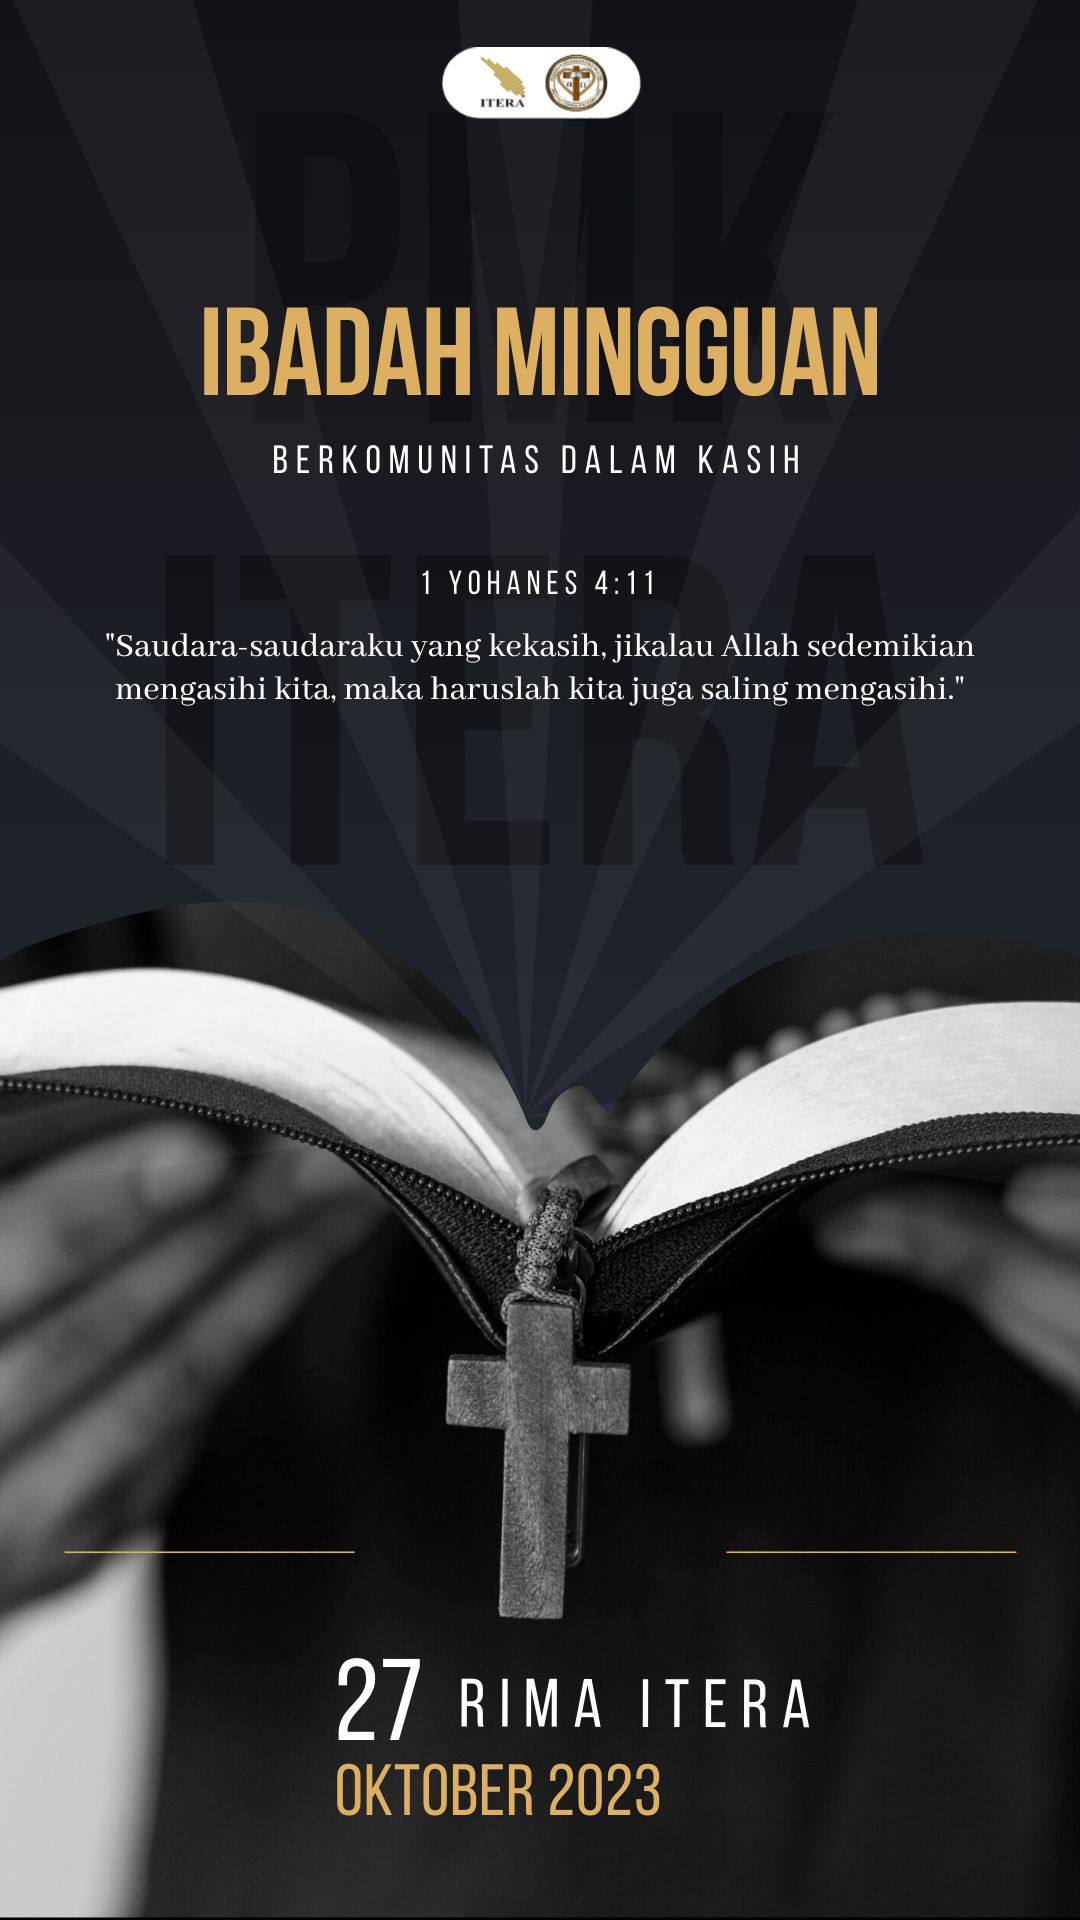 ITERA
PMK
IBADAH MINGGUAN
BERKOMUNITAS DALAM KASIH
ITERA
1 YOHANES 4:11
"Saudara-saudaraku yang kekasih, jikalau Allah sedemikian
mengasihi kita, maka haruslah kita juga saling mengasihi."
27 RIMA ITERA
OKTOBER 2023